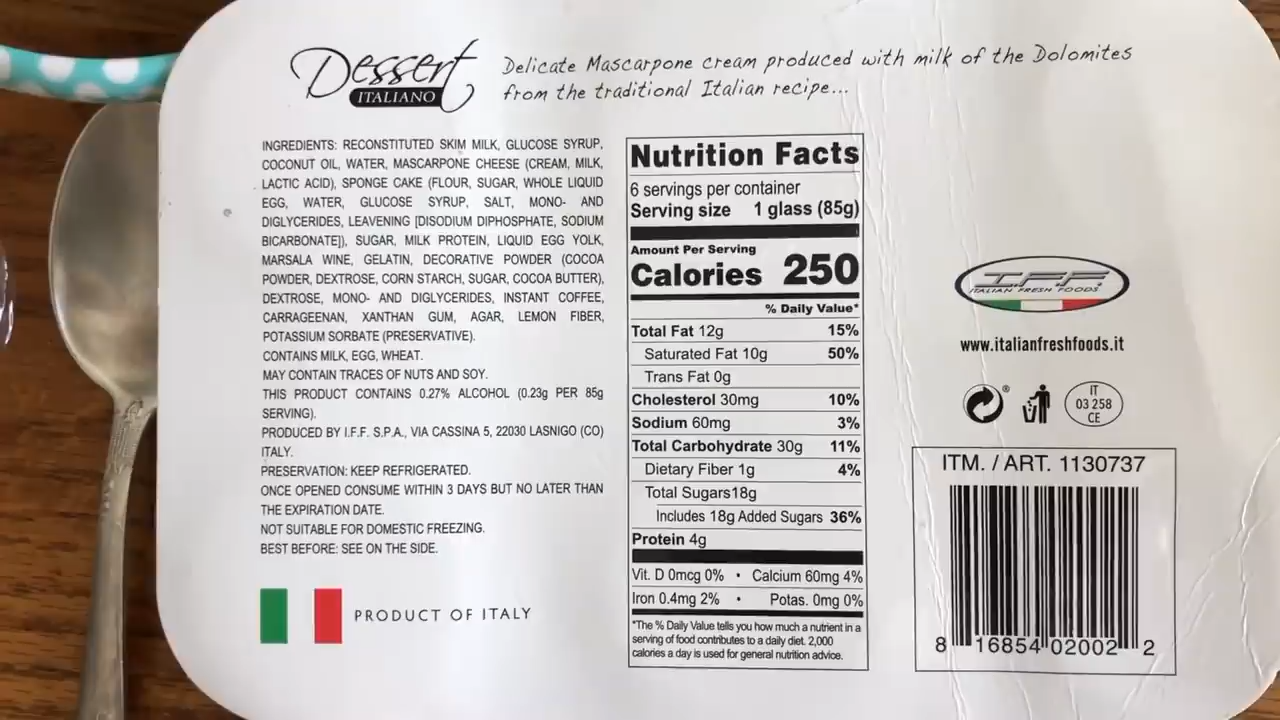 Dessert
ITALIANO
Delicate Mascarpone cream produced with milk of the Dolomites
from the traditional Italian recipe...
INGREDIENTS: RECONSTITUTED SKIM MILK, GLUCOSE SYRUP,
COCONUT OIL, WATER, MASCARPONE CHEESE (CREAM, MILK,
LACTIC ACID), SPONGE CAKE (FLOUR, SUGAR, WHOLE LIQUID
EGG, WATER, GLUCOSE SYRUP, SALT, MONO- AND
DIGLYCERIDES, LEAVENING [DISODIUM DIPHOSPHATE, SODIUM
BICARBONATE]), SUGAR, MILK PROTEIN, LIQUID EGG YOLK,
MARSALA WINE, GELATIN, DECORATIVE POWDER (COCOA
POWDER, DEXTROSE, CORN STARCH, SUGAR, COCOA BUTTER),
DEXTROSE, MONO- AND DIGLYCERIDES, INSTANT COFFEE,
CARRAGEENAN, XANTHAN GUM, AGAR, LEMON FIBER,
POTASSIUM SORBATE (PRESERVATIVE).
CONTAINS MILK, EGG, WHEAT.
MAY CONTAIN TRACES OF NUTS AND SOY.
THIS PRODUCT CONTAINS 0.27% ALCOHOL (0.23g PER 85g
SERVING).
PRODUCED BY I.F.F. S.P.A., VIA CASSINA 5, 22030 LASNIGO (CO)
ITALY.
PRESERVATION: KEEP REFRIGERATED.
ONCE OPENED CONSUME WITHIN 3 DAYS BUT NO LATER THAN
THE EXPIRATION DATE.
NOT SUITABLE FOR DOMESTIC FREEZING.
BEST BEFORE: SEE ON THE SIDE.
PRODUCT OF ITALY
Nutrition Facts
6 servings per container
Serving size 1 glass (85g)
Amount Per Serving
Calories 250
% Daily Value*
Total Fat 12g 15%
Saturated Fat 10g 50%
Trans Fat 0g
Cholesterol 30mg 10%
Sodium 60mg 3%
Total Carbohydrate 30g 11%
Dietary Fiber 1g 4%
Total Sugars18g
Includes 18g Added Sugars 36%
Protein 4g
Vit. D 0mcg 0% • Calcium 60mg 4%
Iron 0.4mg 2% • Potas. 0mg 0%
*The % Daily Value tells you how much a nutrient in a
serving of food contributes to a daily diet. 2,000
calories a day is used for general nutrition advice.
I.F.F.
ITALIAN FRESH FOODS
www.italianfreshfoods.it
®
IT
03 258
CE
ITM. / ART. 1130737
8 16854 02002 2